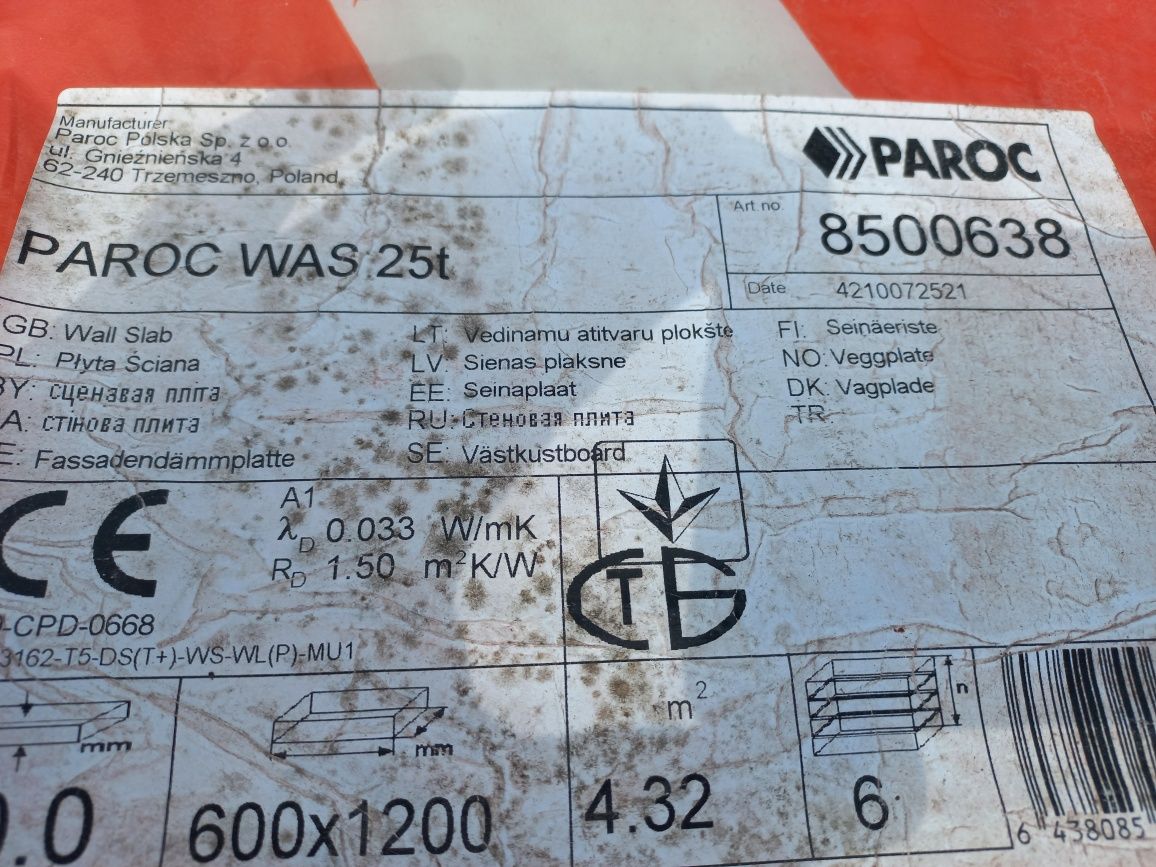 Manufacturer
Paroc Polska Sp. z o.o.
ul. Gnieźnieńska 4
62-240 Trzemeszno, Poland
PAROC
PAROC WAS 25t
Art.no.
8500638
Date 4210072521
GB: Wall Slab
PL: Płyta Ściana
BY: сценавая пліта
A: стінова плита
E: Fassadendämmplatte
LT: Vedinamu atitvaru plokšte
LV: Sienas plaksne
EE: Seinaplaat
RU: Стеновая плита
SE: Västkustboard
FI: Seinäeriste
NO: Veggplate
DK: Vagplade
TR:
CE
A1
λD 0.033 W/mK
RD 1.50 m²K/W
-CPD-0668
3162-T5-DS(T+)-WS-WL(P)-MU1
mm
mm
m²
n
0.0
600x1200
4.32
6
6 438085